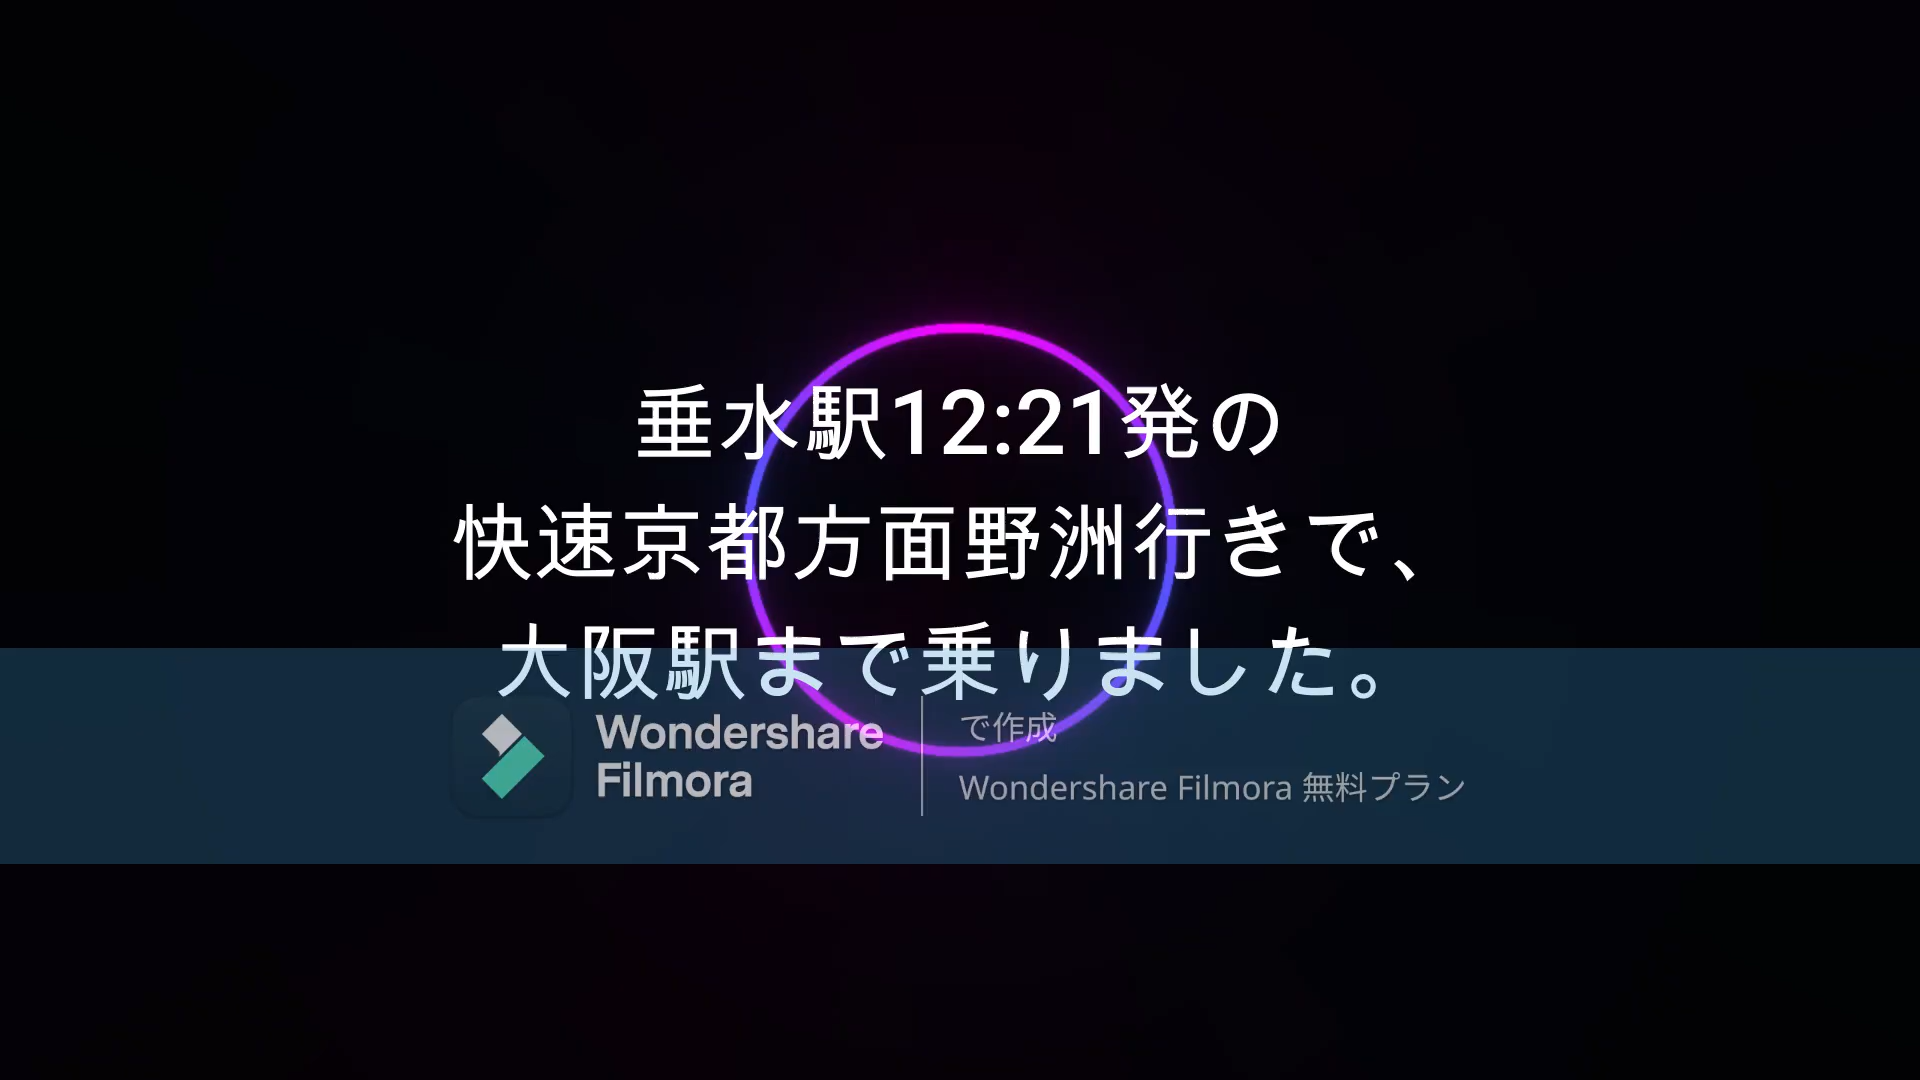 垂水駅12:21発の
快速京都方面野洲行きで、
大阪駅まで乗りました。
Wondershare
Filmora
で作成
Wondershare Filmora 無料プラン